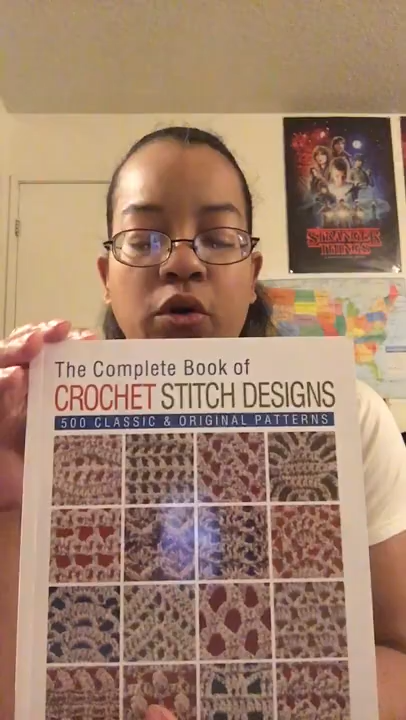 STRANGER
THINGS
The Complete Book of
CROCHET STITCH DESIGNS
500 CLASSIC & ORIGINAL PATTERNS